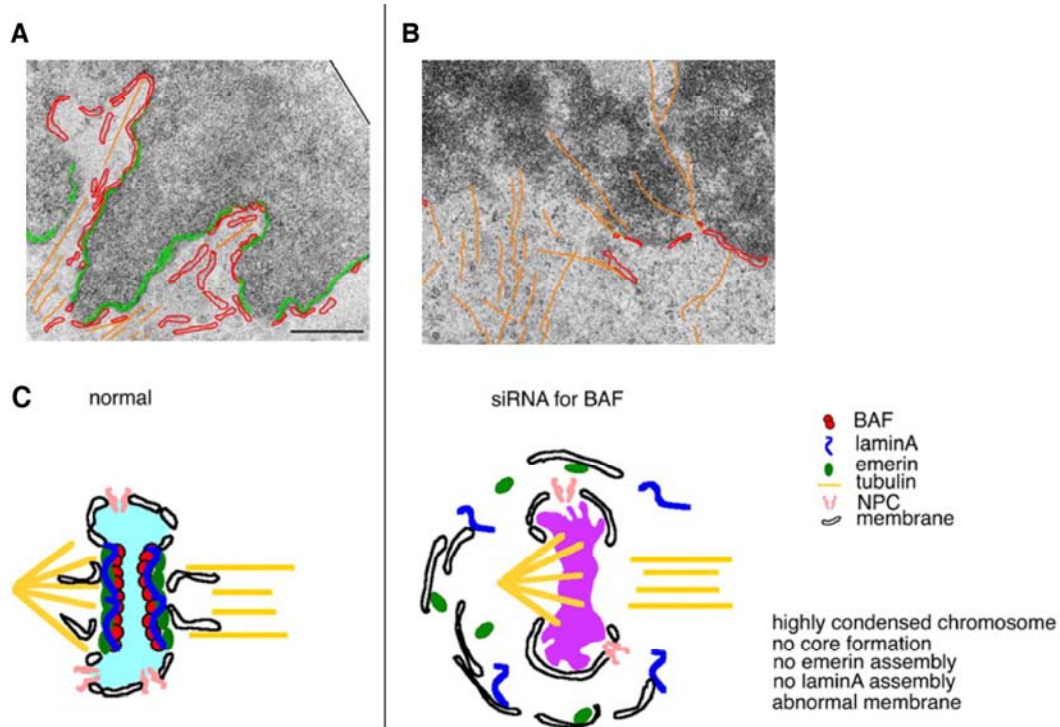 A
B
C
normal
siRNA for BAF
BAF
laminA
emerin
tubulin
NPC
membrane
highly condensed chromosome
no core formation
no emerin assembly
no laminA assembly
abnormal membrane